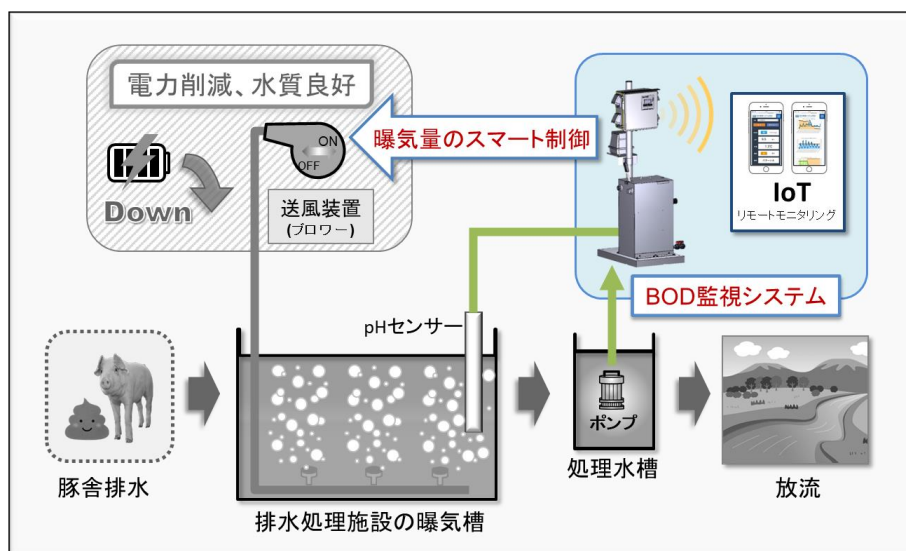 電力削減、水質良好
Down
ON
OFF
送風装置
(ブロワー)
曝気量のスマート制御
IoT
リモートモニタリング
BOD監視システム
pHセンサー
ポンプ
豚舎排水
排水処理施設の曝気槽
処理水槽
放流